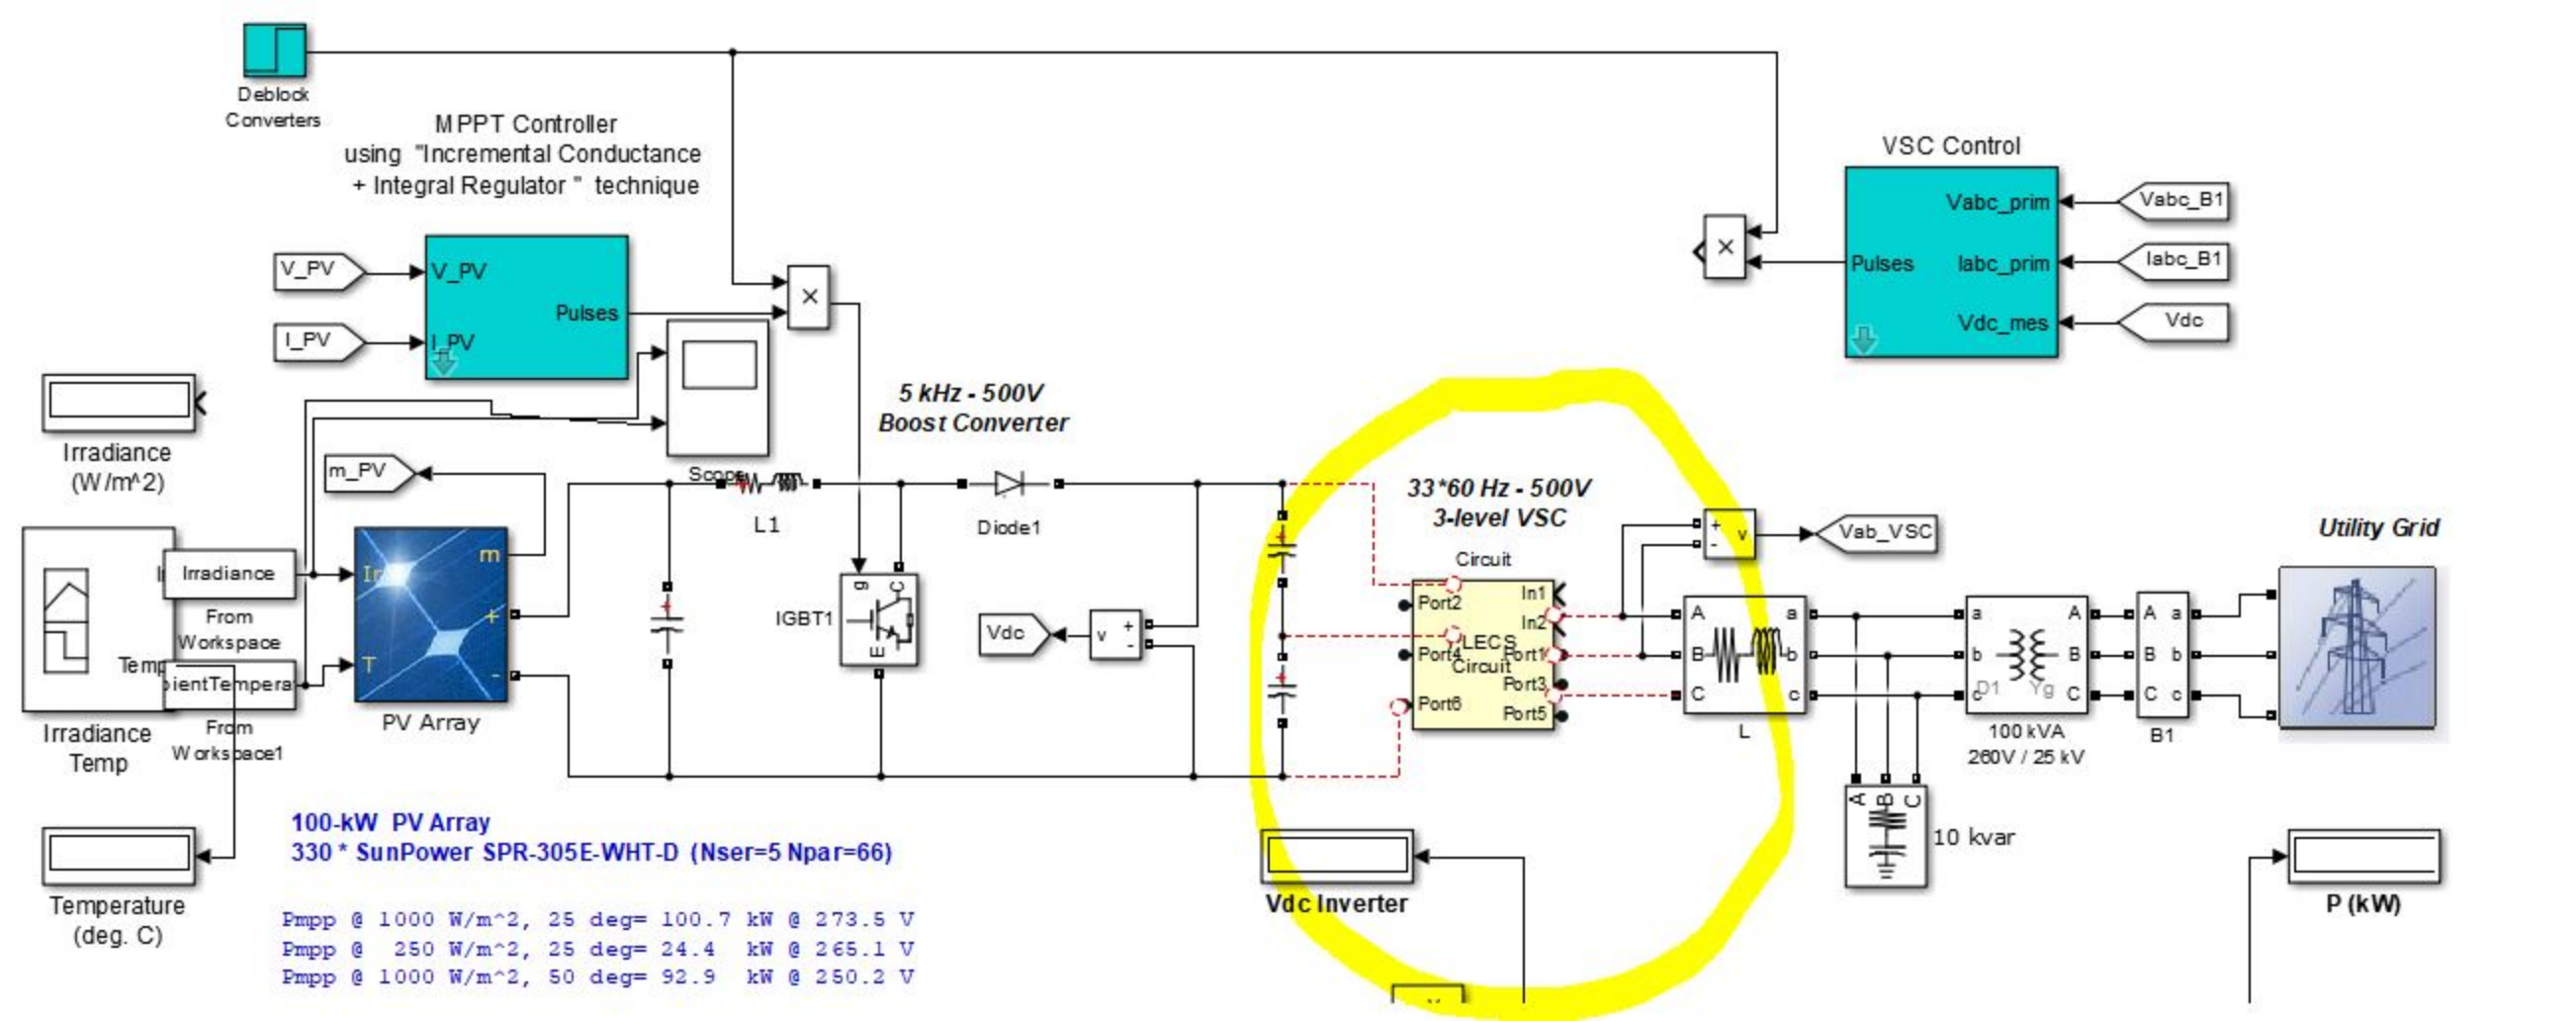 Deblock
Converters
MPPT Controller
using "Incremental Conductance
+ Integral Regulator " technique
V_PV
I_PV
V_PV
I_PV
Pulses
×
Scope
Irradiance
(W/m^2)
m_PV
Irradiance
From
Workspace
Temp
ientTempera
From
Workspace1
Irradiance
Temp
Temperature
(deg. C)
Ir
T
m
+
-
PV Array
L1
5 kHz - 500V
Boost Converter
g
C
E
IGBT1
Diode1
Vdc
v
+
-
33*60 Hz - 500V
3-level VSC
Circuit
Port2
Port4
Port6
In1
In2
Port1
Port3
Port5
LECS
Circuit
Vdc Inverter
VSC Control
×
Pulses
Vabc_prim
Iabc_prim
Vdc_mes
Vabc_B1
Iabc_B1
Vdc
+
-
v
Vab_VSC
A
B
C
a
b
c
L
A
B
C
10 kvar
a
b
c
A
B
C
D1
Yg
100 kVA
260V / 25 kV
A
B
C
a
b
c
B1
Utility Grid
P (kW)
100-kW PV Array
330 * SunPower SPR-305E-WHT-D (Nser=5 Npar=66)
Pmpp @ 1000 W/m^2, 25 deg= 100.7 kW @ 273.5 V
Pmpp @ 250 W/m^2, 25 deg= 24.4 kW @ 265.1 V
Pmpp @ 1000 W/m^2, 50 deg= 92.9 kW @ 250.2 V